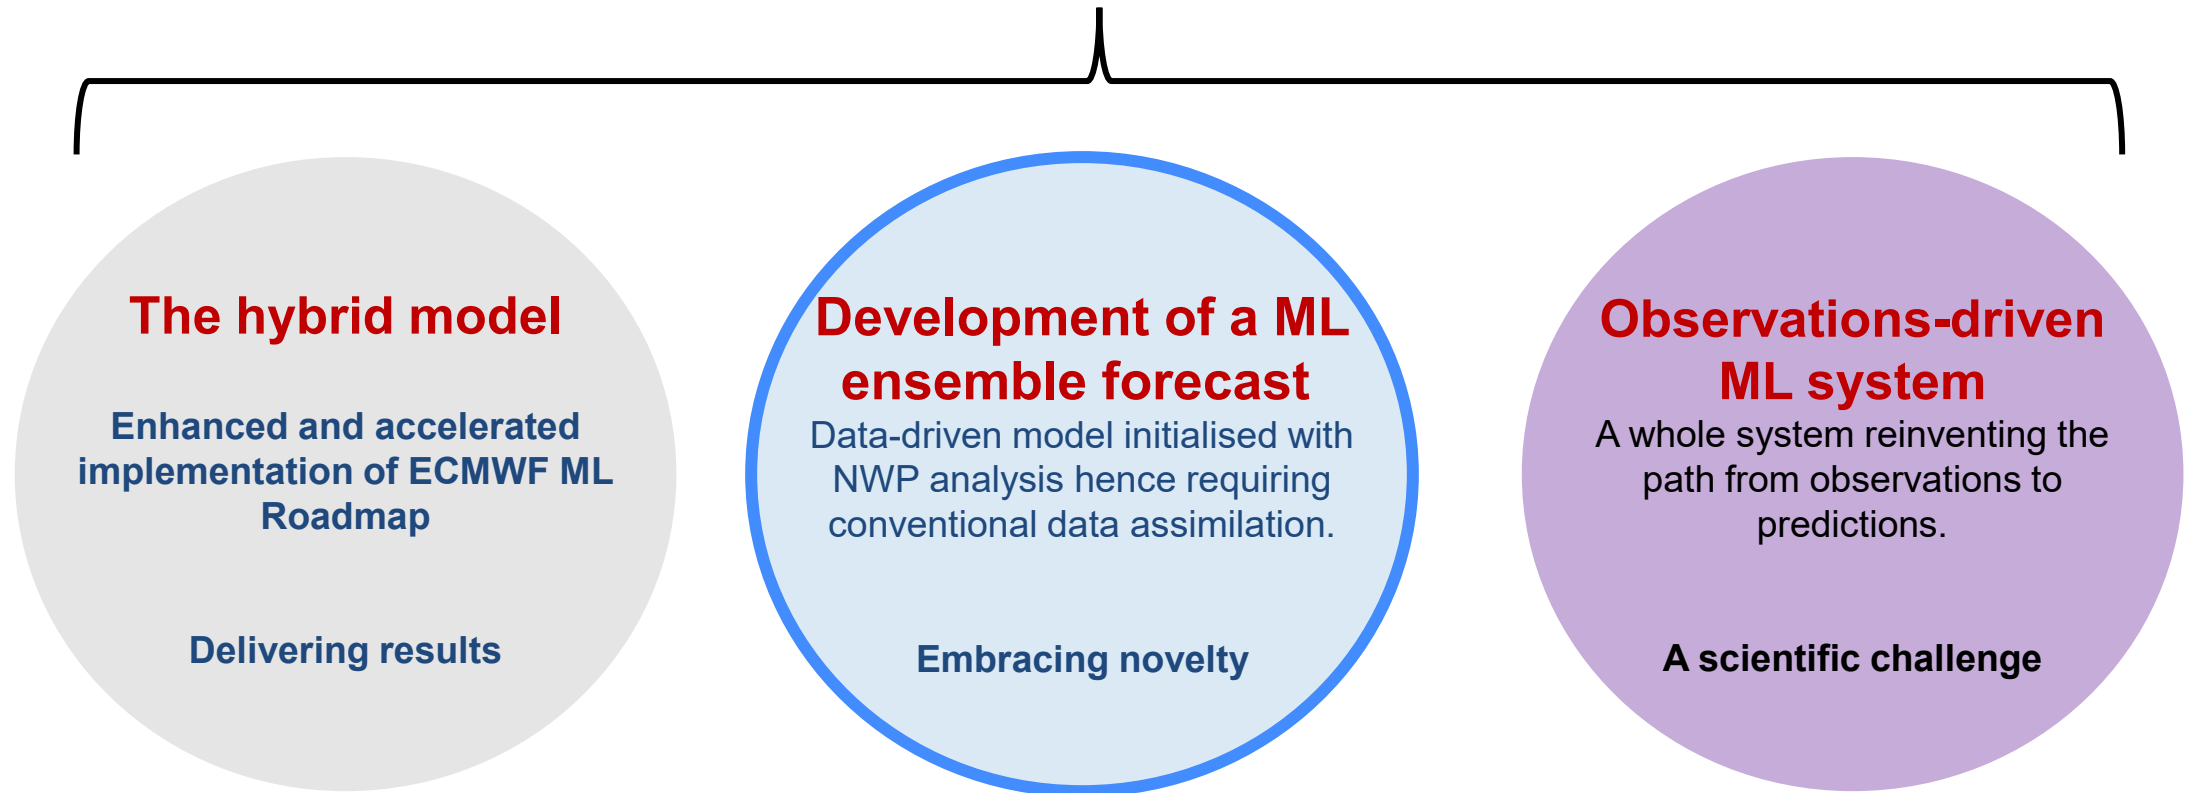 The hybrid model
Enhanced and accelerated
implementation of ECMWF ML
Roadmap
Delivering results
Development of a ML
ensemble forecast
Data-driven model initialised with
NWP analysis hence requiring
conventional data assimilation.
Embracing novelty
Observations-driven
ML system
A whole system reinventing the
path from observations to
predictions.
A scientific challenge